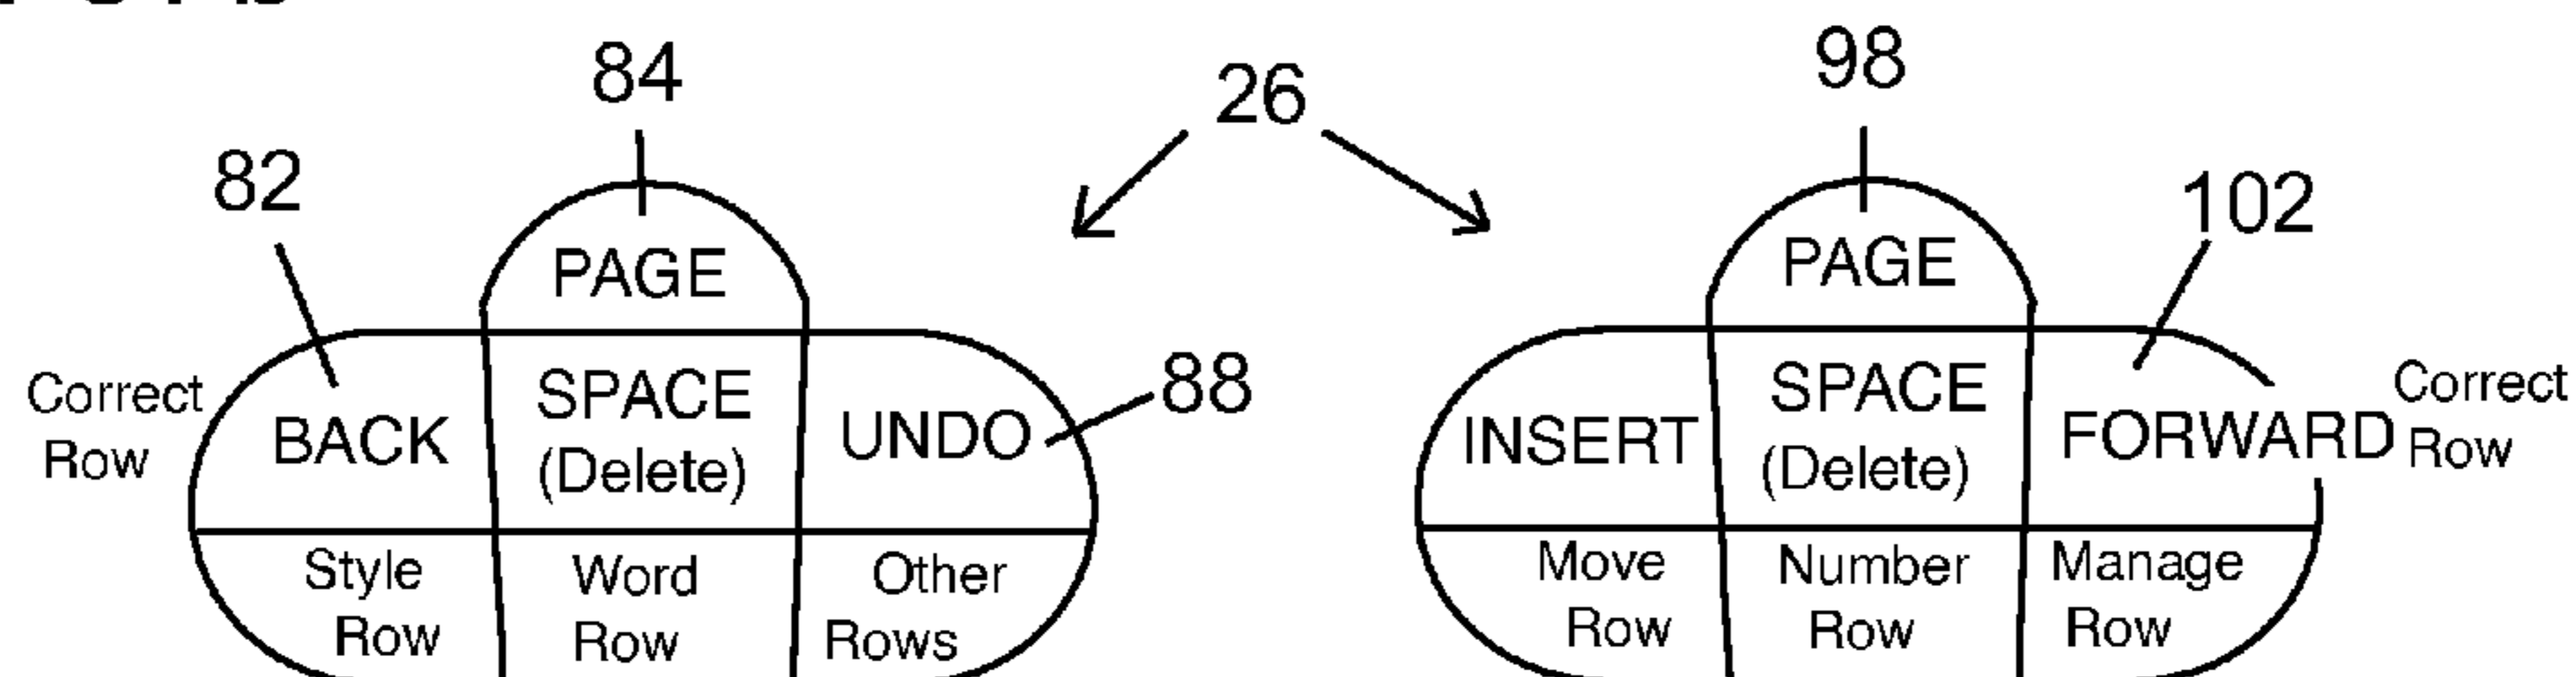 84
26
98
82
102
PAGE
PAGE
Correct
Row
BACK
SPACE
(Delete)
UNDO
88
INSERT
SPACE
(Delete)
FORWARD
Correct
Row
Style
Row
Word
Row
Other
Rows
Move
Row
Number
Row
Manage
Row